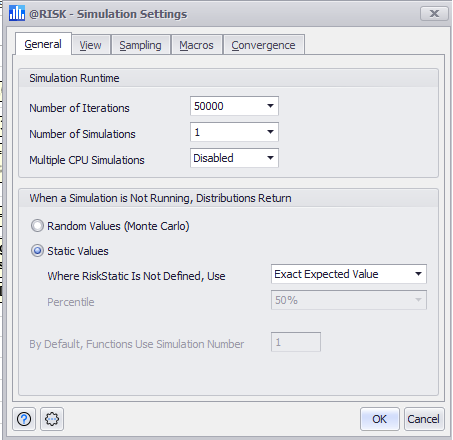 @RISK - Simulation Settings
General View Sampling Macros Convergence
Simulation Runtime
Number of Iterations 50000
Number of Simulations 1
Multiple CPU Simulations Disabled
When a Simulation is Not Running, Distributions Return
Random Values (Monte Carlo)
Static Values
Where RiskStatic Is Not Defined, Use Exact Expected Value
Percentile 50%
By Default, Functions Use Simulation Number 1
OK Cancel